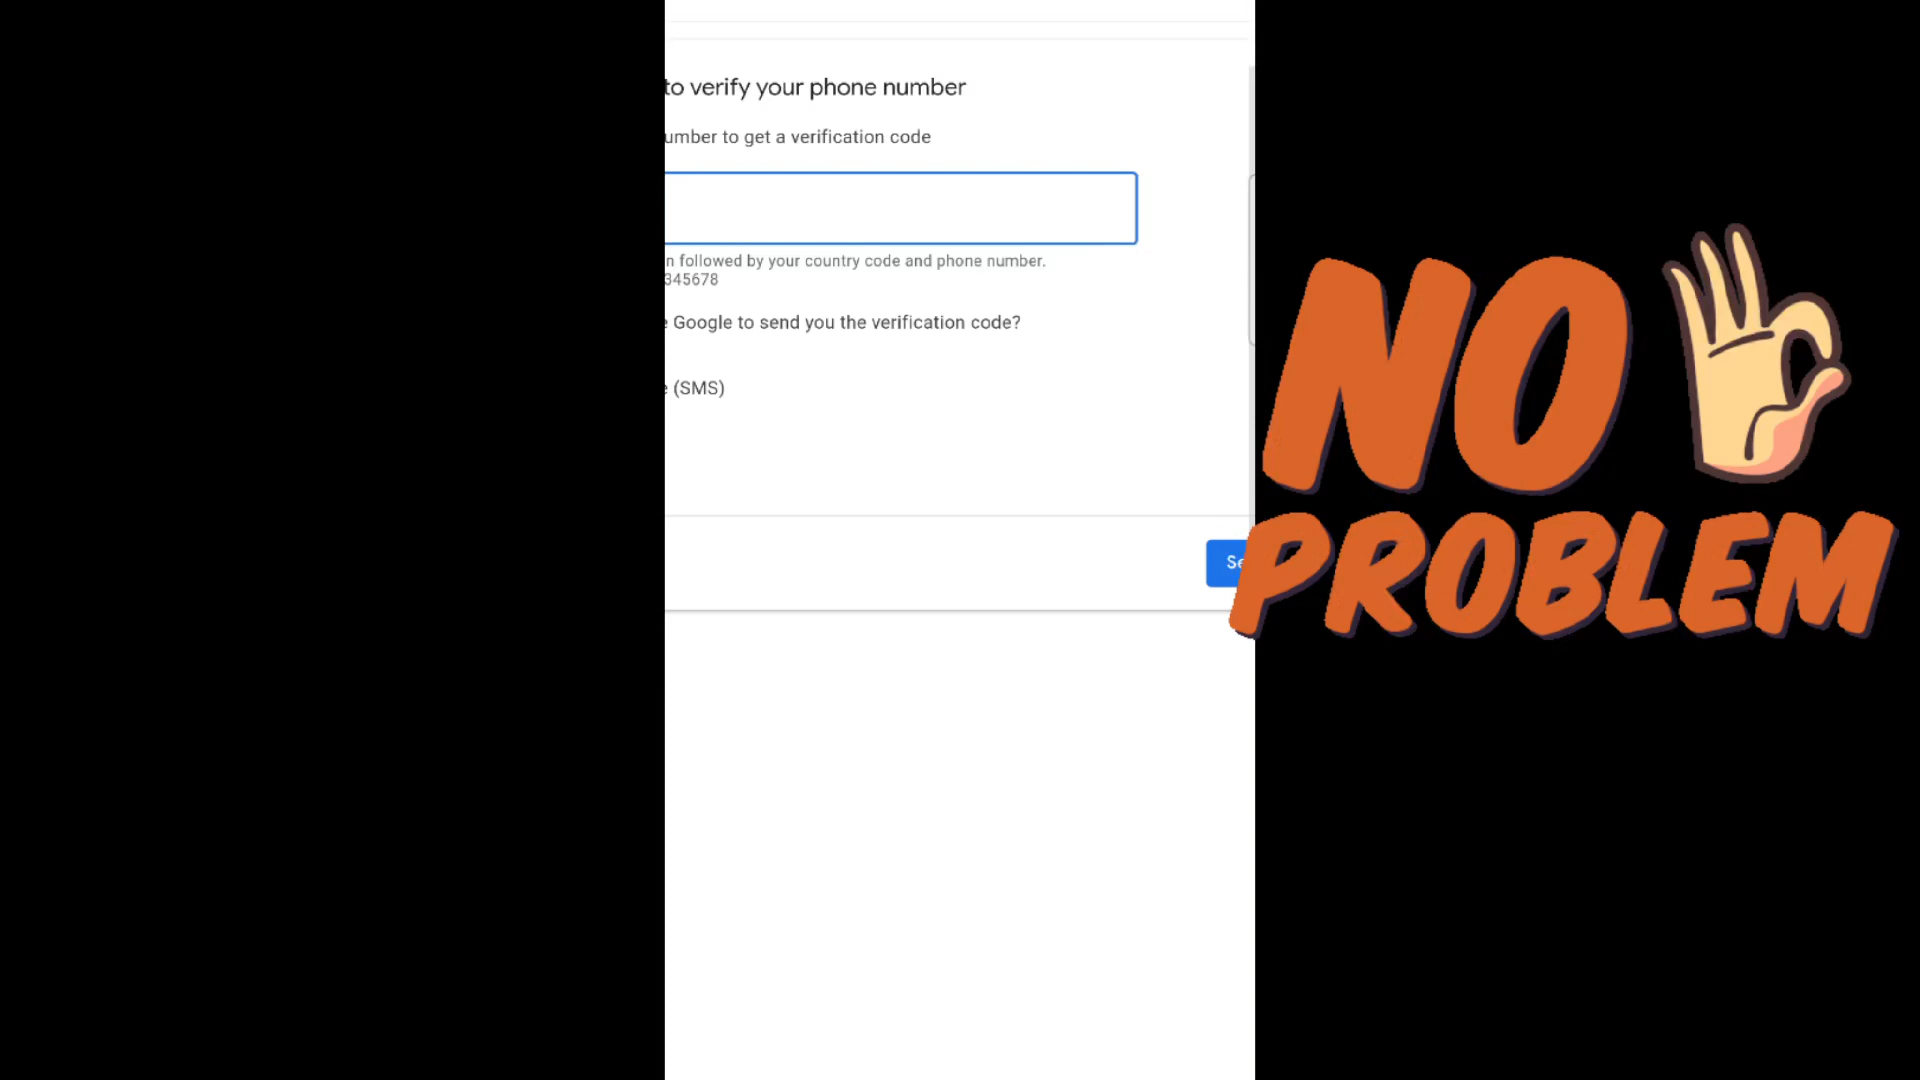 to verify your phone number
umber to get a verification code
n followed by your country code and phone number.
345678
e Google to send you the verification code?
e (SMS)
Se
NO
PROBLEM